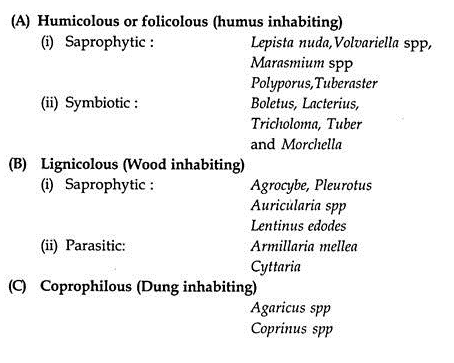 (A) Humicolous or folicolous (humus inhabiting)
(i) Saprophytic : Lepista nuda, Volvariella spp,
Marasmium spp
Polyporus, Tuberaster
(ii) Symbiotic : Boletus, Lacterius,
Tricholoma, Tuber
and Morchella
(B) Lignicolous (Wood inhabiting)
(i) Saprophytic : Agrocybe, Pleurotus
Auricularia spp
Lentinus edodes
(ii) Parasitic: Armillaria mellea
Cyttaria
(C) Coprophilous (Dung inhabiting)
Agaricus spp
Coprinus spp